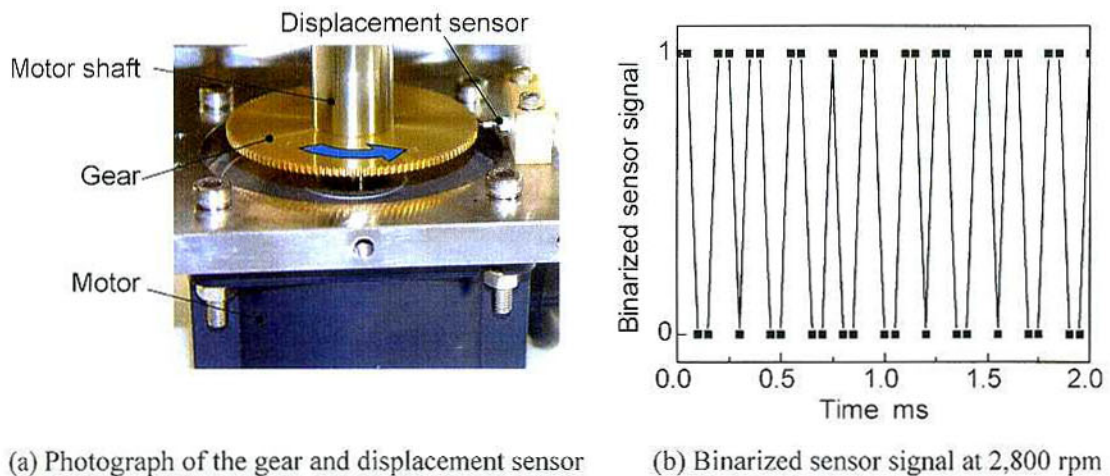 Displacement sensor
Motor shaft
Gear
Motor
1
0
Binarized sensor signal
0.0 0.5 1.0 1.5 2.0
Time ms
(a) Photograph of the gear and displacement sensor
(b) Binarized sensor signal at 2,800 rpm